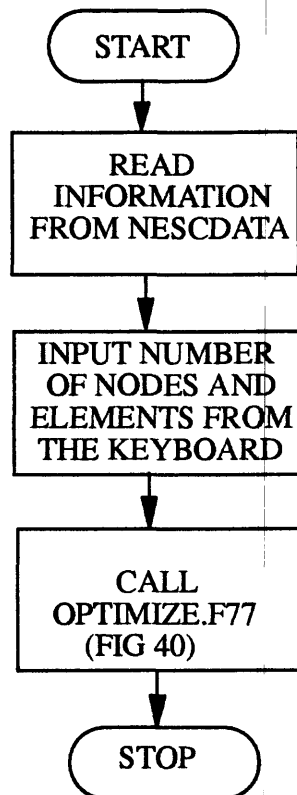 START
READ
INFORMATION
FROM NESCDATA
INPUT NUMBER
OF NODES AND
ELEMENTS FROM
THE KEYBOARD
CALL
OPTIMIZE.F77
(FIG 40)
STOP